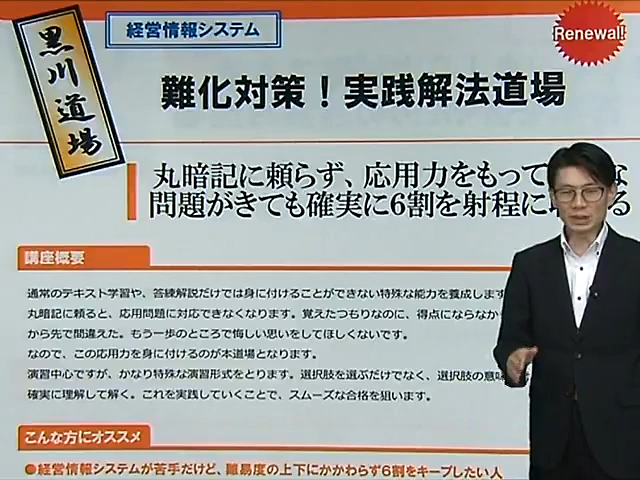 黒川道場
経営情報システム
Renewal!
難化対策！実践解法道場
丸暗記に頼らず、応用力をもって
問題がきても確実に6割を射程に
講座概要
通常のテキスト学習や、答練解説だけでは身に付けることができない特殊な能力を養成します
丸暗記に頼ると、応用問題に対応できなくなります。覚えたつもりなのに、得点にならなか
から先で間違えた。もう一歩のところで悔しい思いをしてほしくないです。
なので、この応用力を身に付けるのが本道場となります。
演習中心ですが、かなり特殊な演習形式をとります。選択肢を選ぶだけでなく、選択肢の意味
確実に理解して解く。これを実践していくことで、スムーズな合格を狙います。
こんな方にオススメ
●経営情報システムが苦手だけど、難易度の上下にかかわらず6割をキープしたい人